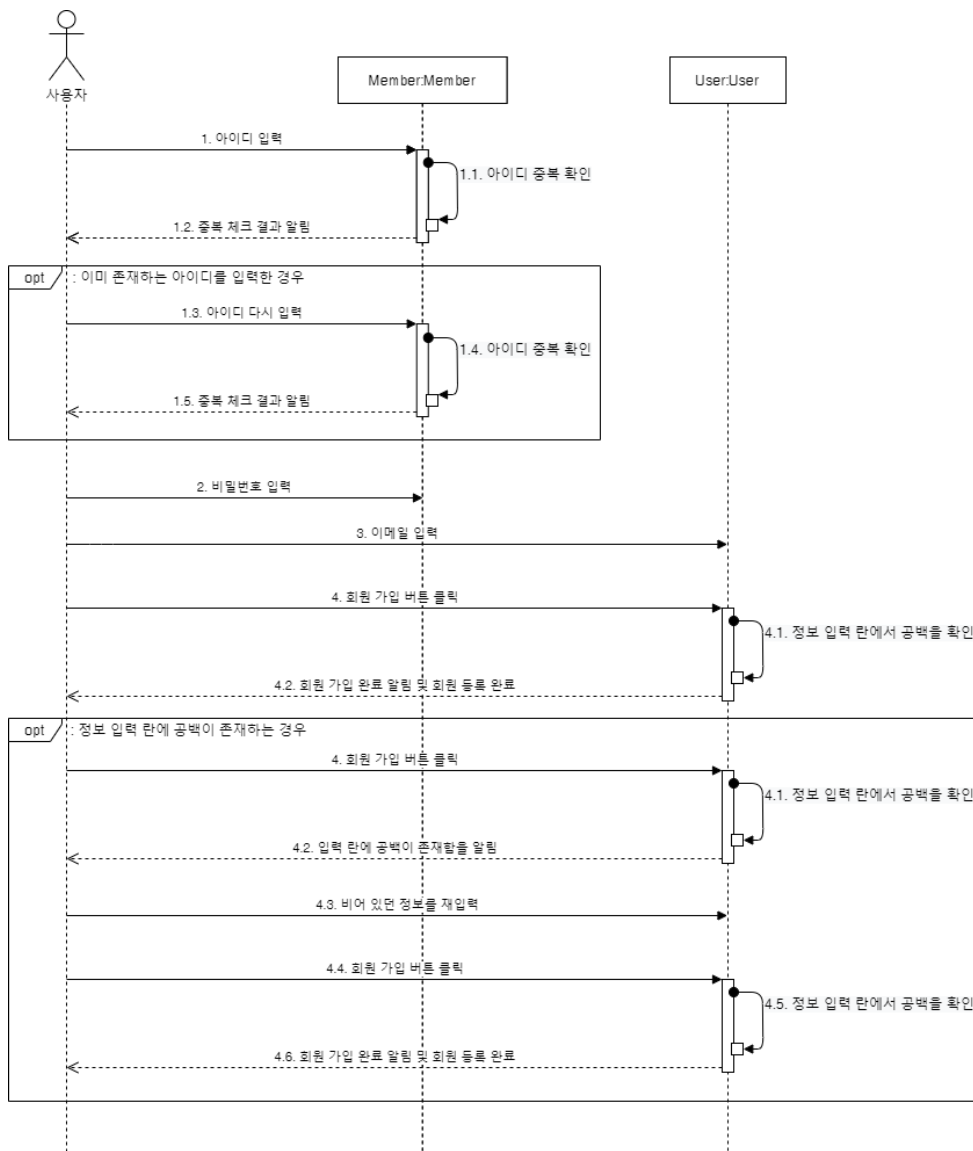 사용자
Member:Member
User:User
1. 아이디 입력
1.1. 아이디 중복 확인
1.2. 중복 체크 결과 알림
opt
: 이미 존재하는 아이디를 입력한 경우
1.3. 아이디 다시 입력
1.4. 아이디 중복 확인
1.5. 중복 체크 결과 알림
2. 비밀번호 입력
3. 이메일 입력
4. 회원 가입 버튼 클릭
4.1. 정보 입력 란에서 공백을 확인
4.2. 회원 가입 완료 알림 및 회원 등록 완료
opt
: 정보 입력 란에 공백이 존재하는 경우
4. 회원 가입 버튼 클릭
4.1. 정보 입력 란에서 공백을 확인
4.2. 입력 란에 공백이 존재함을 알림
4.3. 비어 있던 정보를 재입력
4.4. 회원 가입 버튼 클릭
4.5. 정보 입력 란에서 공백을 확인
4.6. 회원 가입 완료 알림 및 회원 등록 완료